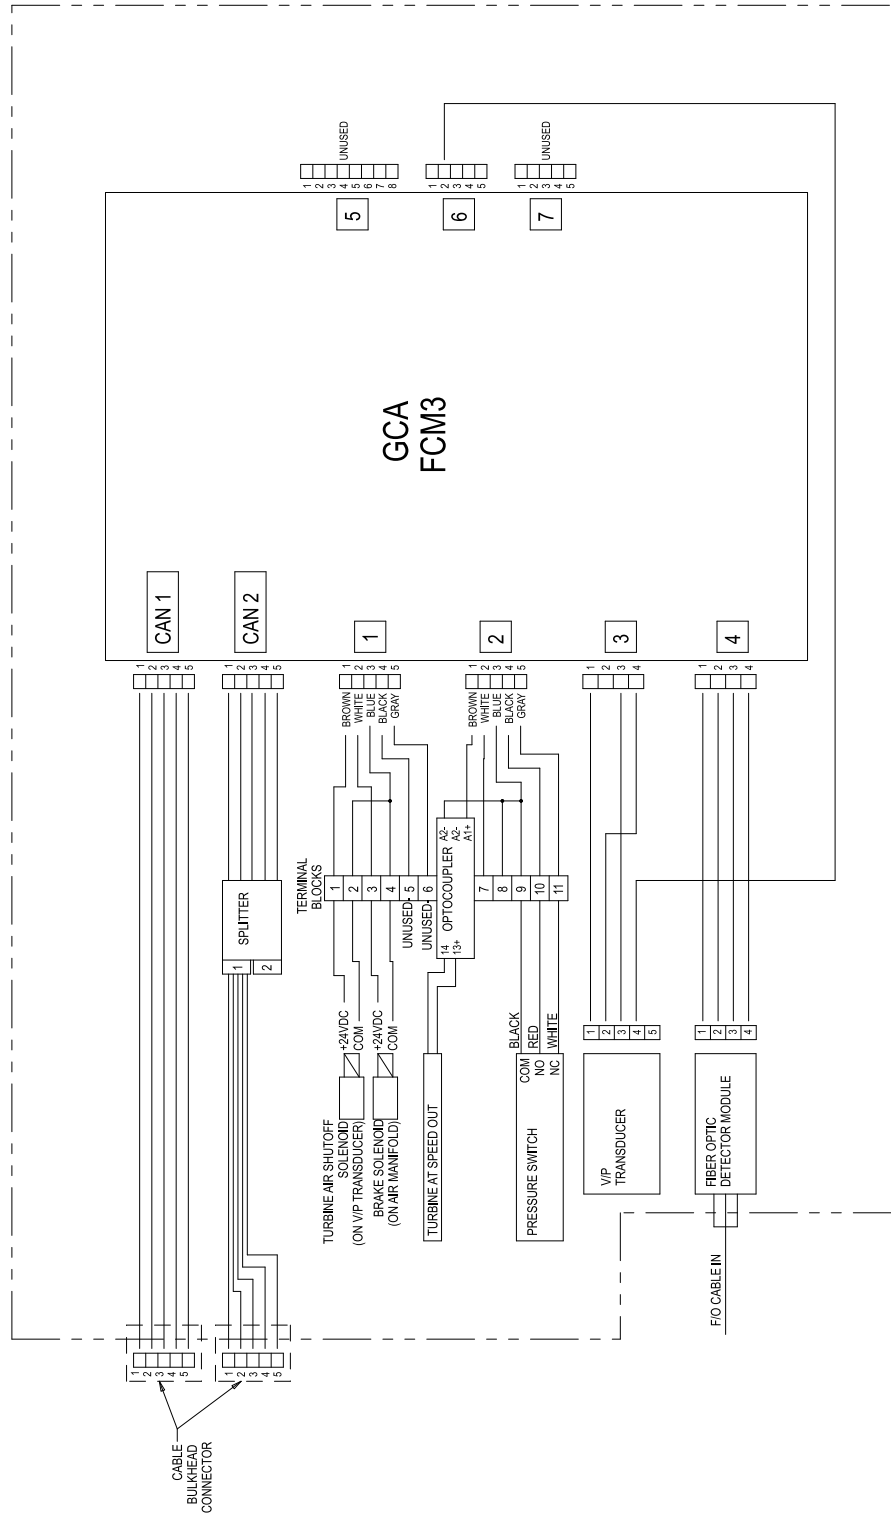 UNUSED
1
2
3
4
5
6
7
8
1
2
3
4
5
UNUSED
1
2
3
4
5
5
6
7
GCA
FCM3
CAN 1
CAN 2
1
2
3
4
1
2
3
4
5
1
2
3
4
5
1
2
3
4
5
BROWN
WHITE
BLUE
BLACK
GRAY
1
2
3
4
5
BROWN
WHITE
BLUE
BLACK
GRAY
1
2
3
4
1
2
3
4
SPLITTER
1
2
TERMINAL
BLOCKS
1
2
3
4
5
6
UNUSED
UNUSED
OPTOCOUPLER
A2-
A2-
A1+
14
13+
7
8
9
10
11
+24VDC
COM
+24VDC
COM
TURBINE AIR SHUTOFF
SOLENOID
(ON V/P TRANSDUCER)
BRAKE SOLENOID
(ON AIR MANIFOLD)
TURBINE AT SPEED OUT
BLACK
RED
WHITE
COM
NO
NC
PRESSURE SWITCH
1
2
3
4
5
V/P
TRANSDUCER
1
2
3
4
FIBER OPTIC
DETECTOR MODULE
F/O CABLE IN
1
2
3
4
5
1
2
3
4
5
CABLE
BULKHEAD
CONNECTOR